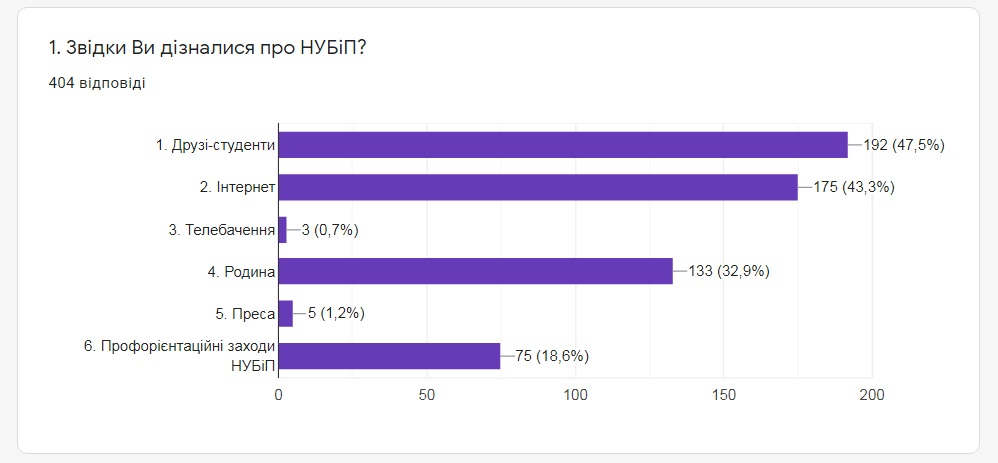 1. Звідки Ви дізналися про НУБіП?
404 відповіді
1. Друзі-студенти 192 (47,5%)
2. Інтернет 175 (43,3%)
3. Телебачення 3 (0,7%)
4. Родина 133 (32,9%)
5. Преса 5 (1,2%)
6. Профорієнтаційні заходи
НУБіП 75 (18,6%)
0 50 100 150 200